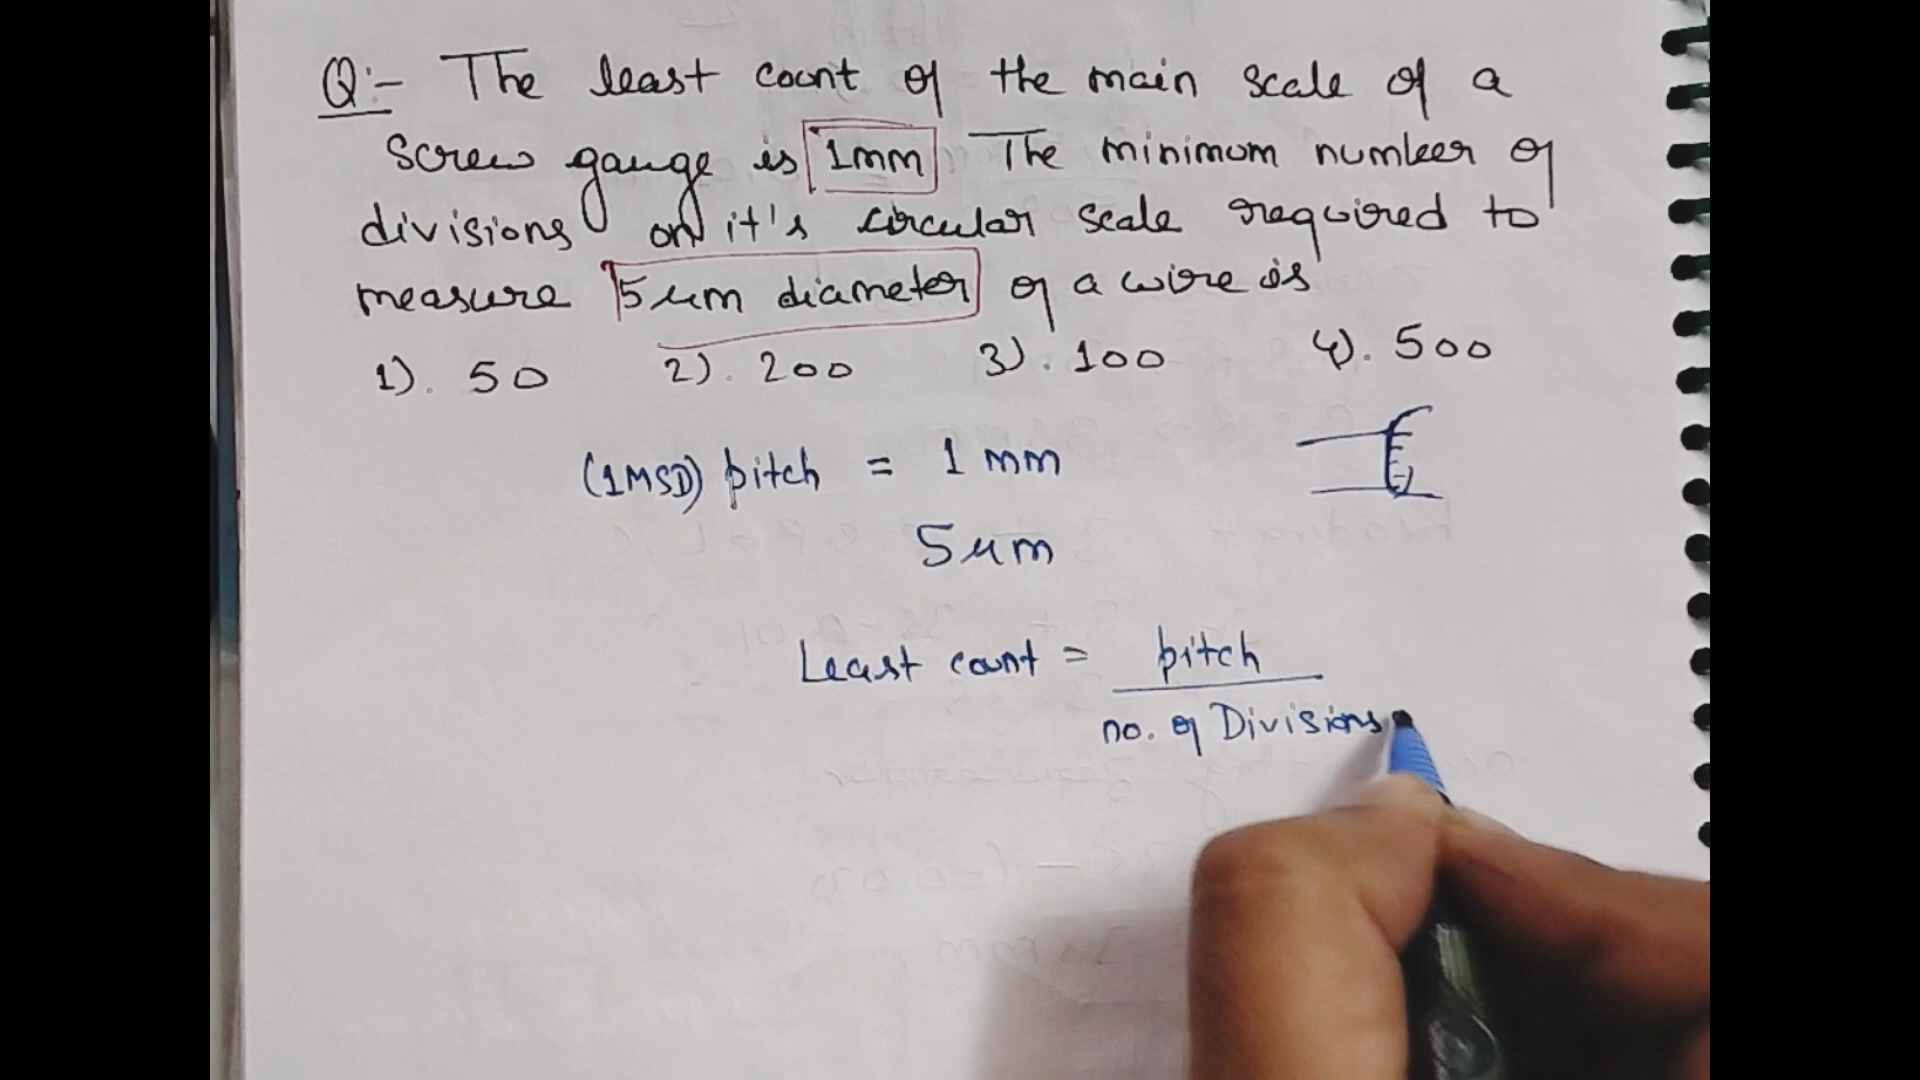 Q:- The least count of the main scale of a
screw gauge is 1mm The minimum number of
divisions on it's circular scale required to
measure 5μm diameter of a wire is
1). 50 2). 200 3). 100 4). 500
(1MSD) pitch = 1 mm
5μm
Least count = pitch
no. of Divisions